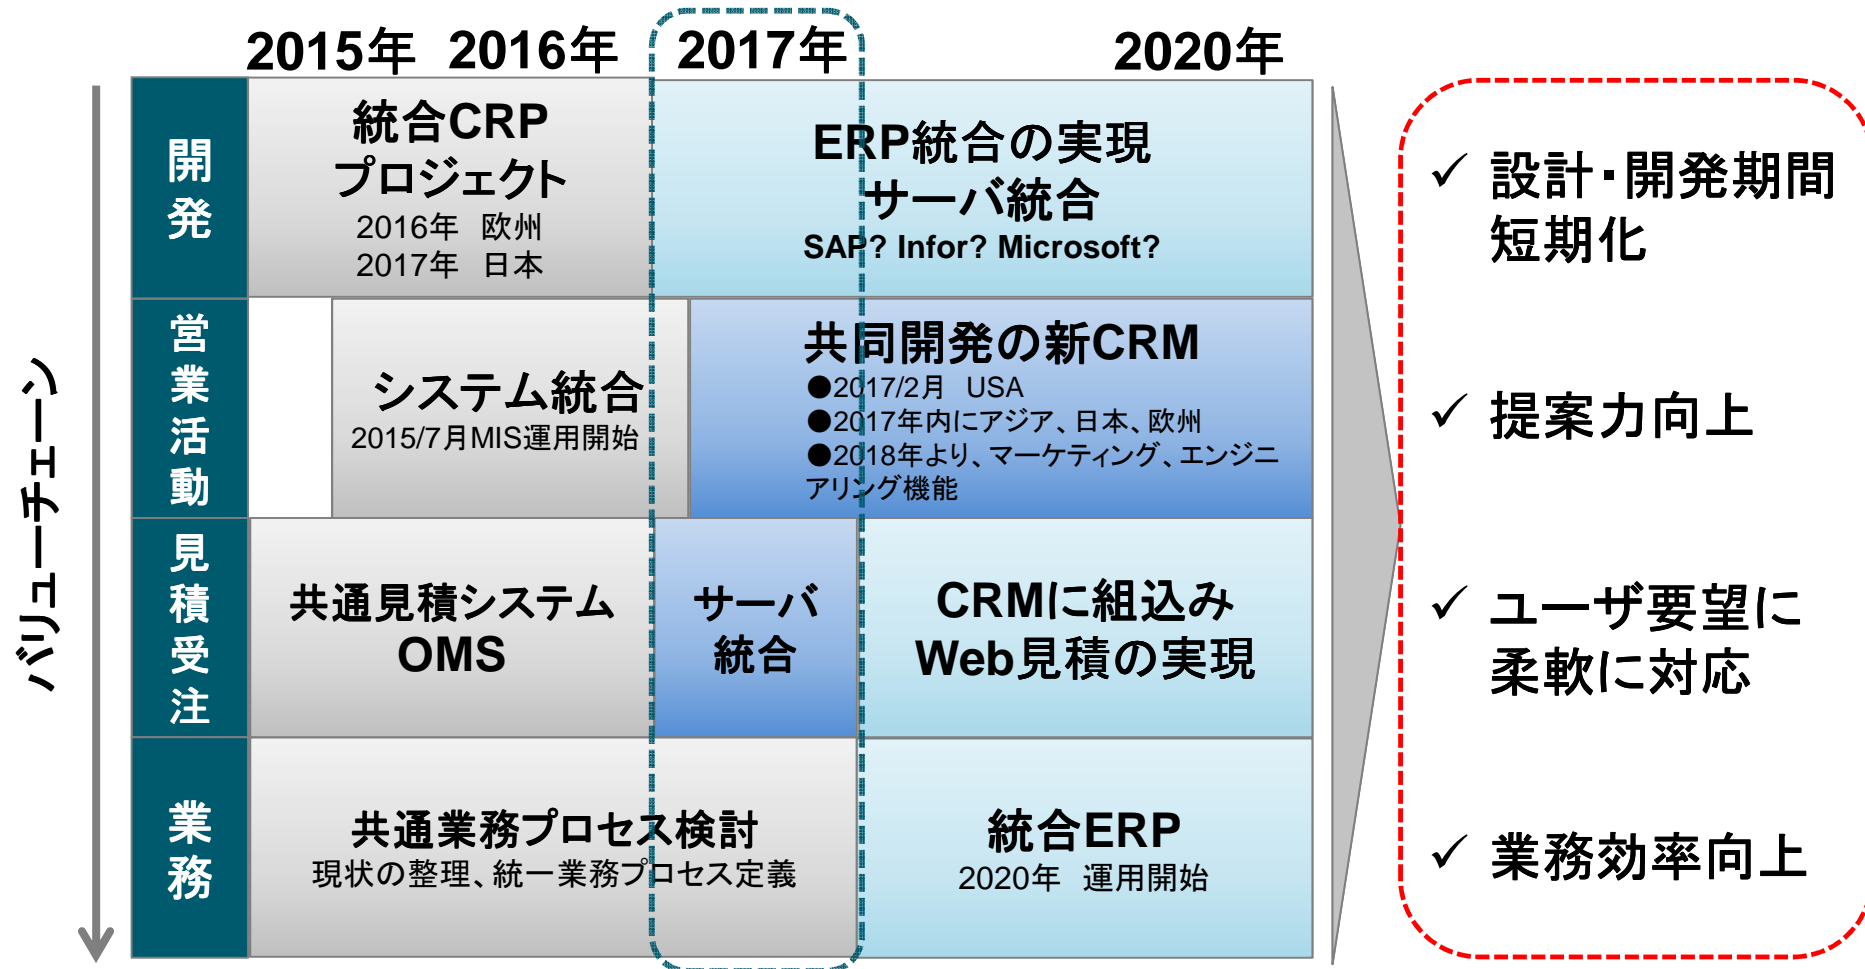 2015年 2016年 2017年 2020年
バリューチェーン
開発
統合CRP
プロジェクト
2016年 欧州
2017年 日本
ERP統合の実現
サーバ統合
SAP? Infor? Microsoft?
✓ 設計・開発期間
短期化
営業活動
システム統合
2015/7月MIS運用開始
共同開発の新CRM
●2017/2月 USA
●2017年内にアジア、日本、欧州
●2018年より、マーケティング、エンジニ
アリング機能
✓ 提案力向上
見積受注
共通見積システム
OMS
サーバ
統合
CRMに組込み
Web見積の実現
✓ ユーザ要望に
柔軟に対応
業務
共通業務プロセス検討
現状の整理、統一業務プロセス定義
統合ERP
2020年 運用開始
✓ 業務効率向上